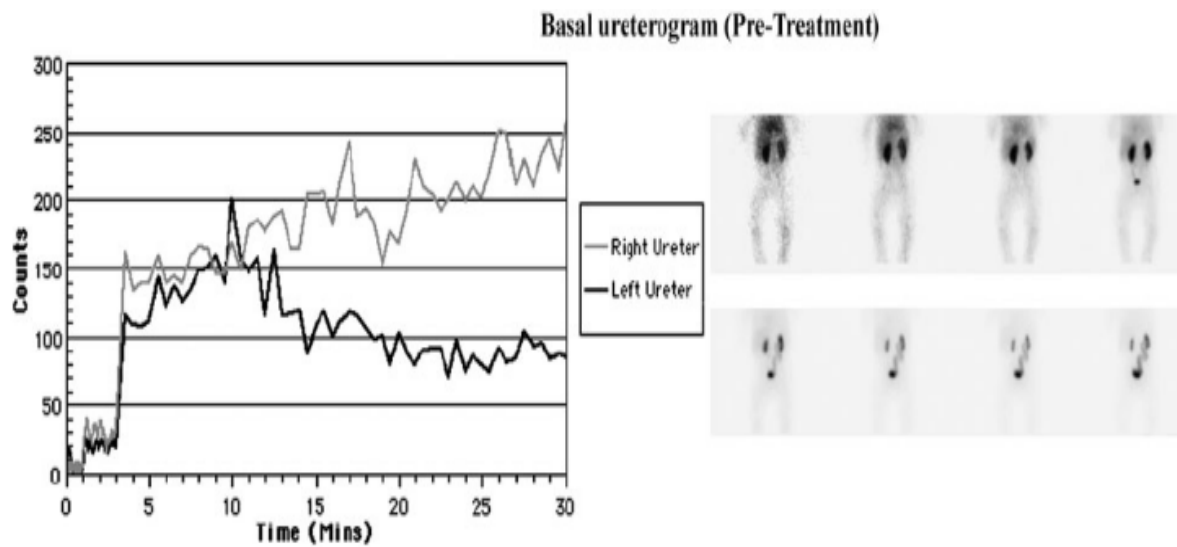 Basal ureterogram (Pre-Treatment)
300
250
200
150
100
50
0
Counts
0 5 10 15 20 25 30
Time (Mins)
Right Ureter
Left Ureter